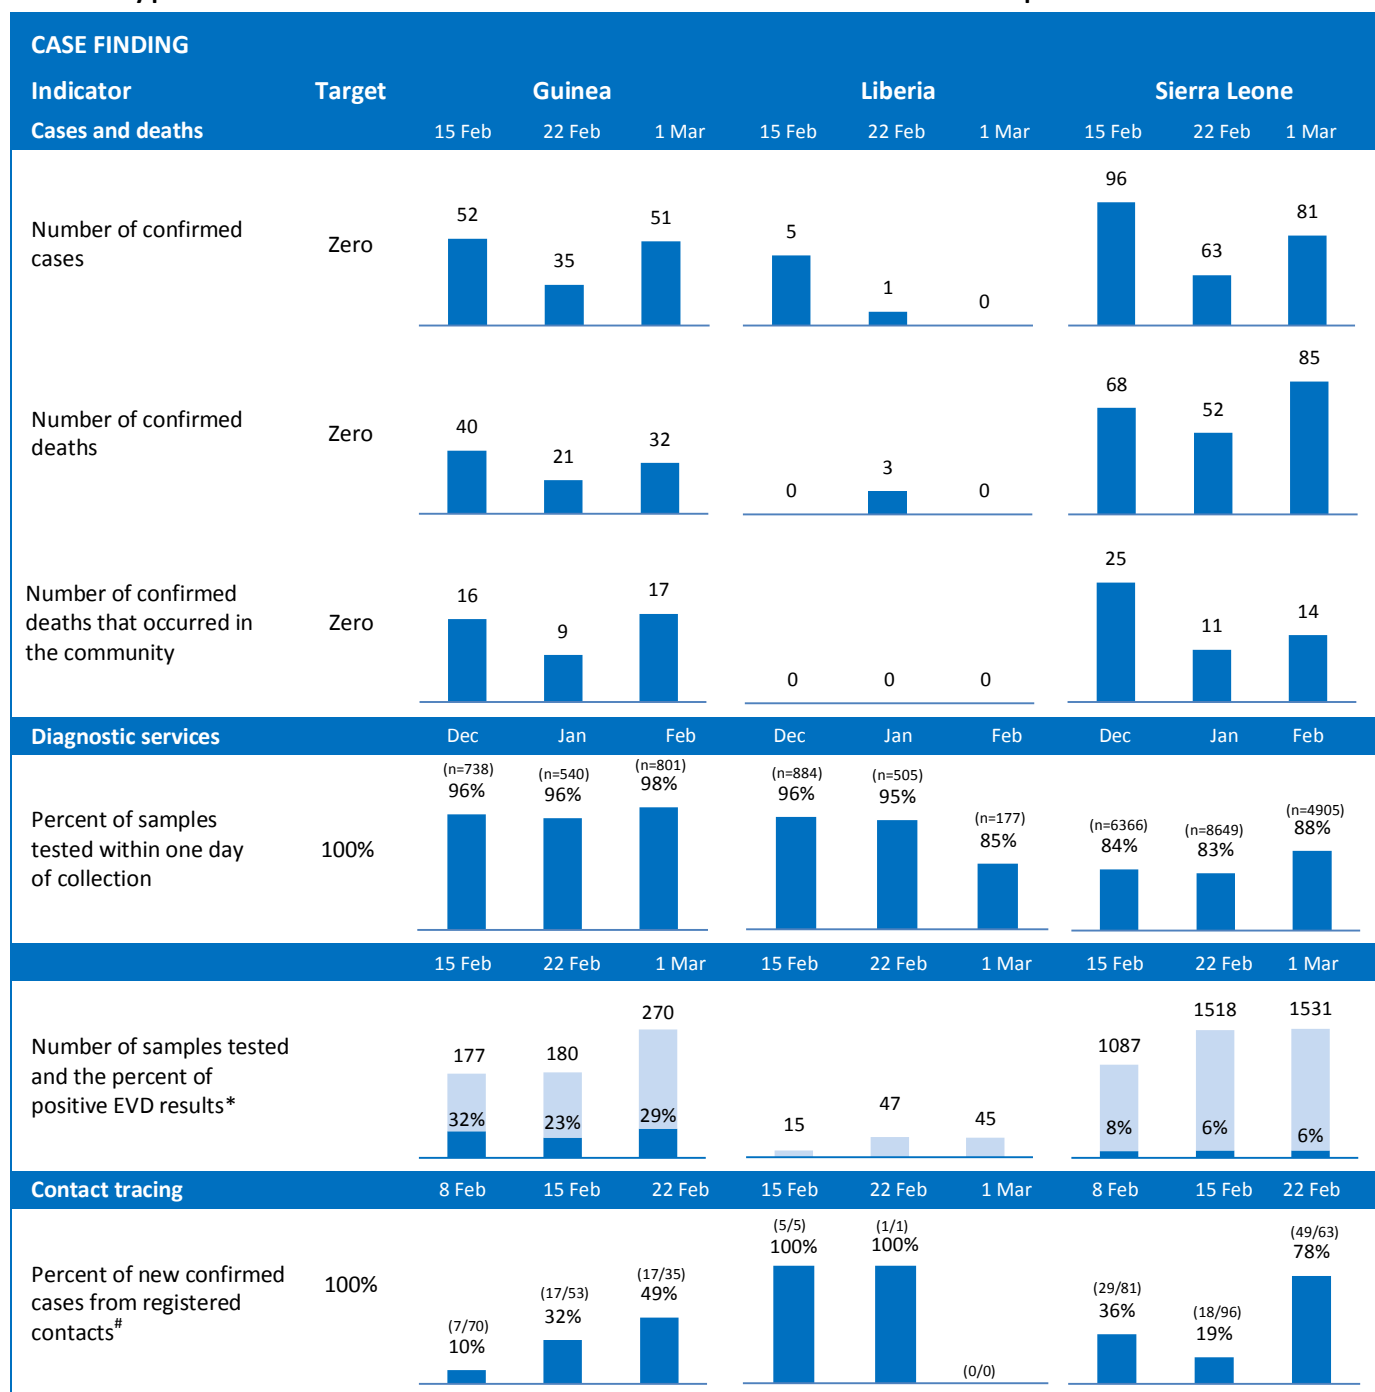 CASE FINDING
Indicator Target Guinea Liberia Sierra Leone
Cases and deaths 15 Feb 22 Feb 1 Mar 15 Feb 22 Feb 1 Mar 15 Feb 22 Feb 1 Mar
Number of confirmed
cases
Zero
52 35 51 5 1 0 96 63 81
Number of confirmed
deaths
Zero
40 21 32 0 3 0 68 52 85
Number of confirmed
deaths that occurred in
the community
Zero
16 9 17 0 0 0 25 11 14
Diagnostic services Dec Jan Feb Dec Jan Feb Dec Jan Feb
Percent of samples
tested within one day
of collection
100%
(n=738) (n=540) (n=801) (n=884) (n=505) (n=177) (n=6366) (n=8649) (n=4905)
96% 96% 98% 96% 95% 85% 84% 83% 88%
15 Feb 22 Feb 1 Mar 15 Feb 22 Feb 1 Mar 15 Feb 22 Feb 1 Mar
Number of samples tested
and the percent of
positive EVD results*
177 180 270 15 47 45 1087 1518 1531
32% 23% 29% 8% 6% 6%
Contact tracing 8 Feb 15 Feb 22 Feb 15 Feb 22 Feb 1 Mar 8 Feb 15 Feb 22 Feb
Percent of new confirmed
cases from registered
contacts#
100%
(7/70) (17/53) (17/35) (5/5) (1/1) (0/0) (29/81) (18/96) (49/63)
10% 32% 49% 100% 100% 36% 19% 78%